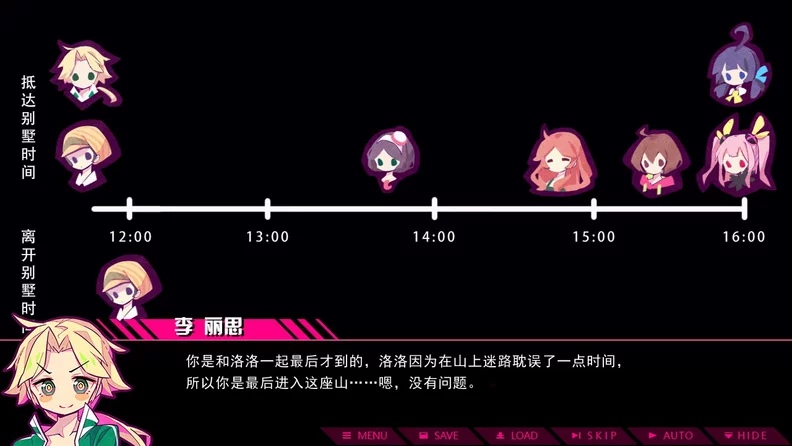 抵达别墅时间
12:00 13:00 14:00 15:00 16:00
离开别墅时
李 丽思
你是和洛洛一起最后才到的，洛洛因为在山上迷路耽误了一点时间，
所以你是最后进入这座山……嗯，没有问题。
MENU SAVE LOAD SKIP AUTO HIDE